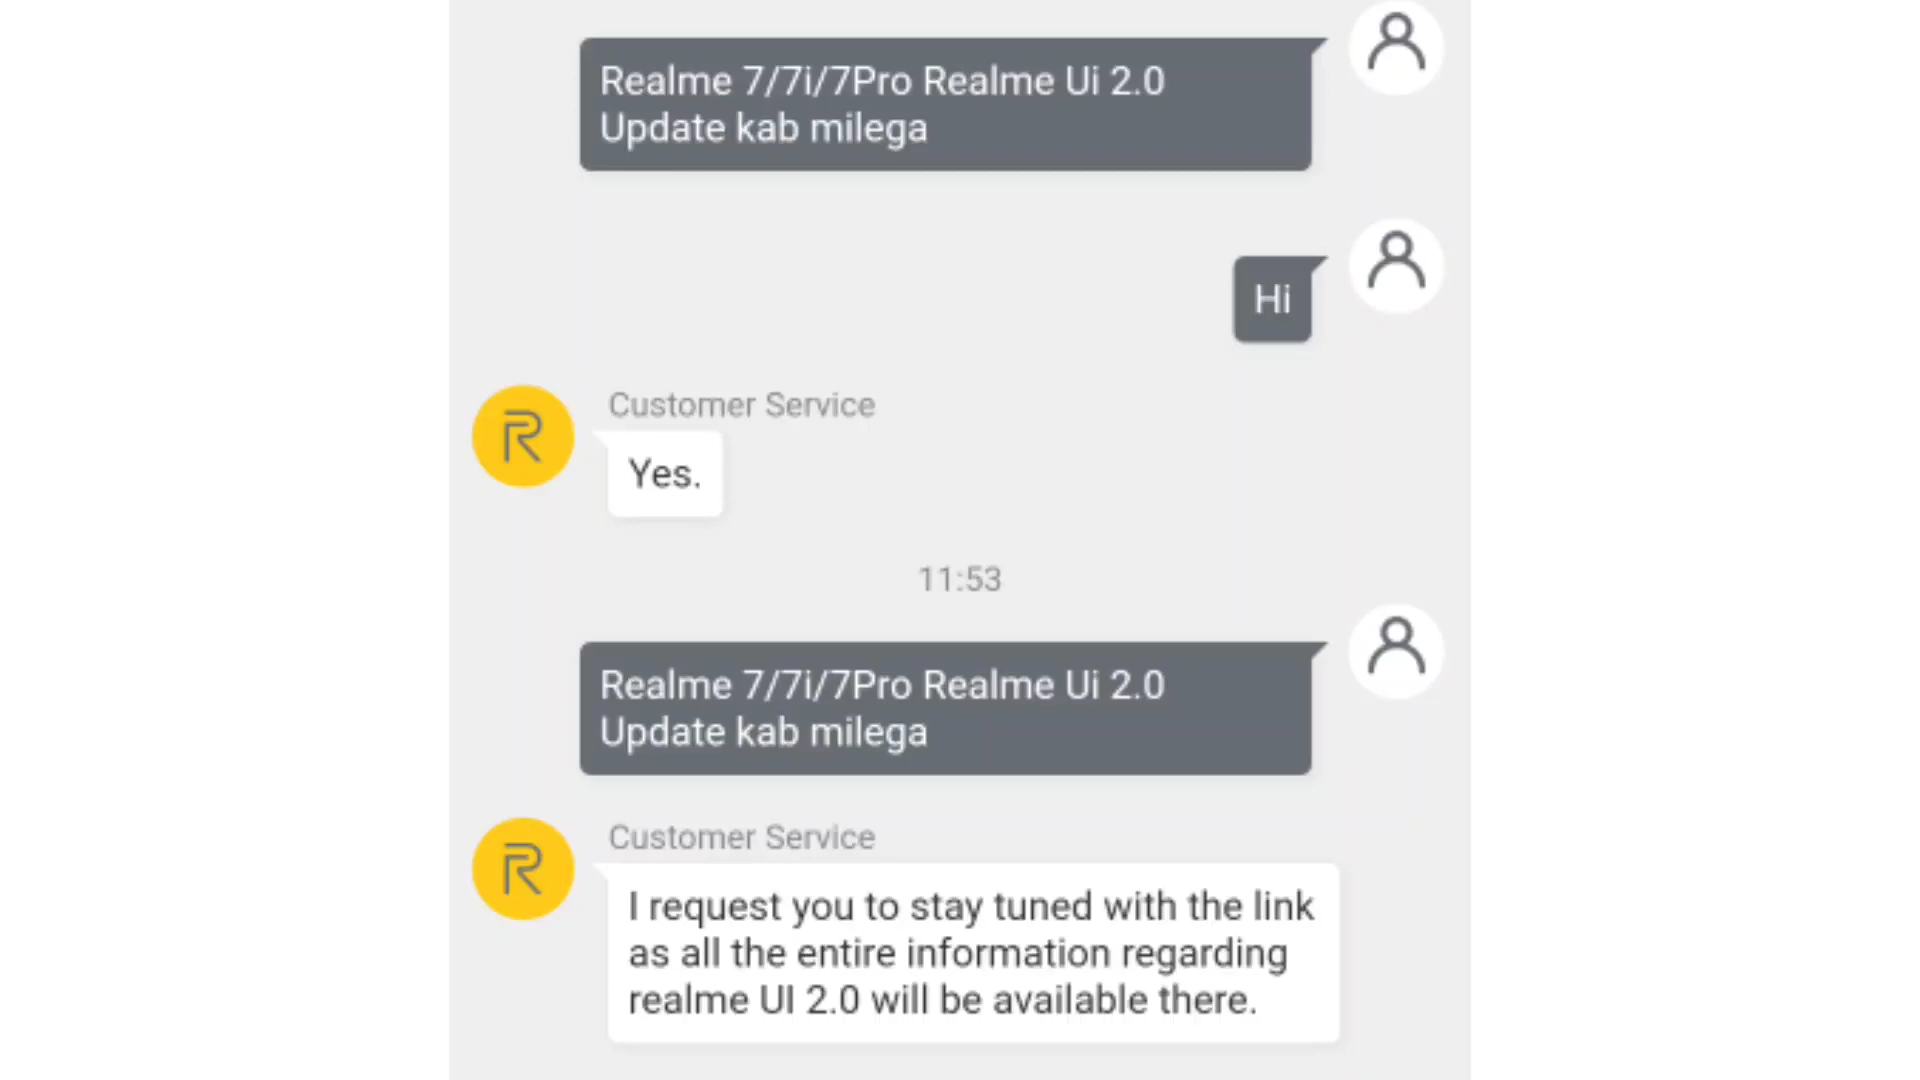 Realme 7/7i/7Pro Realme Ui 2.0
Update kab milega
Hi
Customer Service
Yes.
11:53
Realme 7/7i/7Pro Realme Ui 2.0
Update kab milega
Customer Service
I request you to stay tuned with the link
as all the entire information regarding
realme UI 2.0 will be available there.